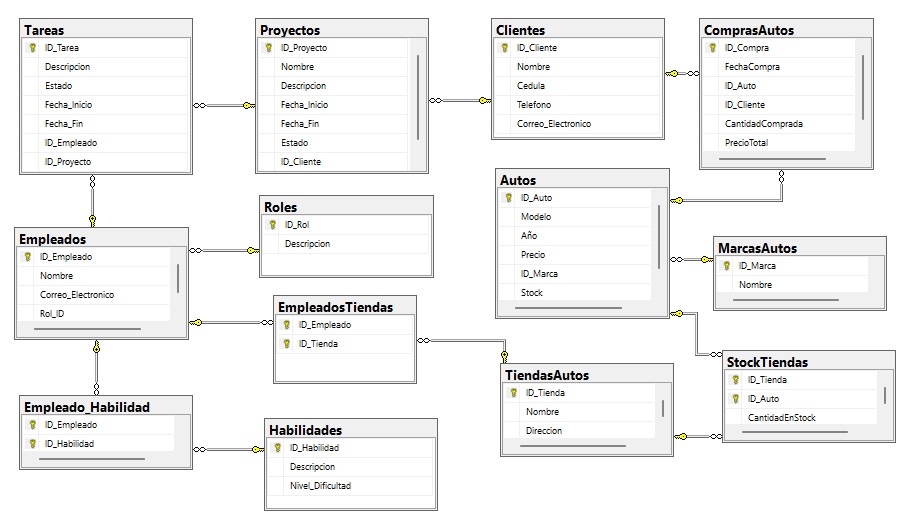 Tareas
ID_Tarea
Descripcion
Estado
Fecha_Inicio
Fecha_Fin
ID_Empleado
ID_Proyecto
Proyectos
ID_Proyecto
Nombre
Descripcion
Fecha_Inicio
Fecha_Fin
Estado
ID_Cliente
Clientes
ID_Cliente
Nombre
Cedula
Telefono
Correo_Electronico
ComprasAutos
ID_Compra
FechaCompra
ID_Auto
ID_Cliente
CantidadComprada
PrecioTotal
Empleados
ID_Empleado
Nombre
Correo_Electronico
Rol_ID
Roles
ID_Rol
Descripcion
Autos
ID_Auto
Modelo
Año
Precio
ID_Marca
Stock
MarcasAutos
ID_Marca
Nombre
EmpleadosTiendas
ID_Empleado
ID_Tienda
TiendasAutos
ID_Tienda
Nombre
Direccion
StockTiendas
ID_Tienda
ID_Auto
CantidadEnStock
Empleado_Habilidad
ID_Empleado
ID_Habilidad
Habilidades
ID_Habilidad
Descripcion
Nivel_Dificultad